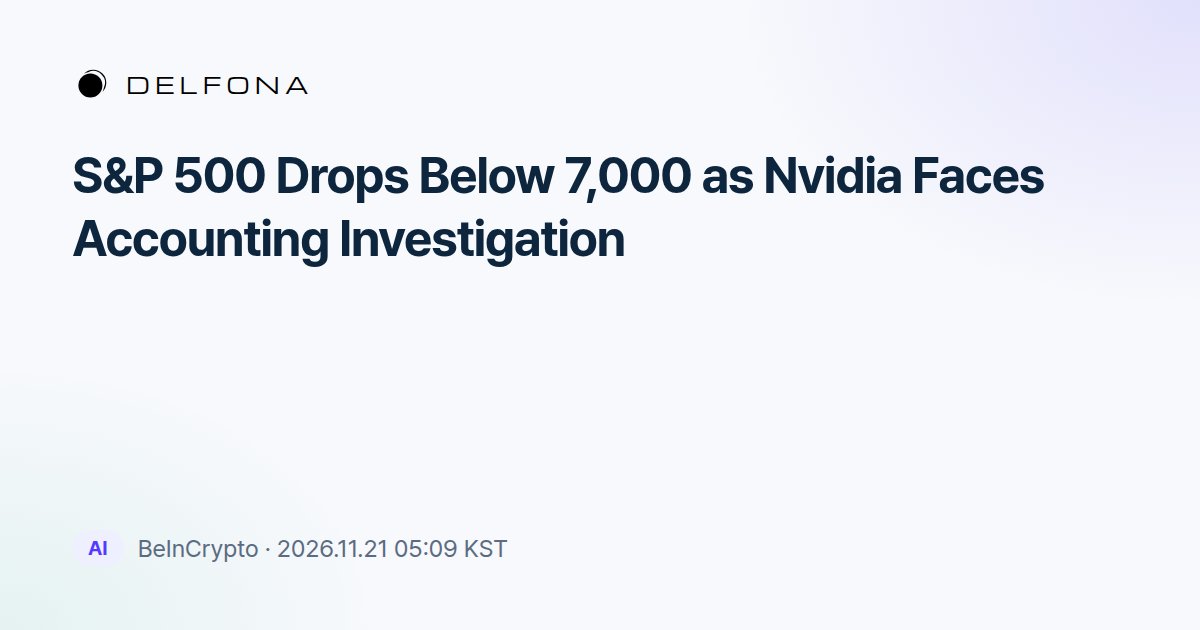 DELFONA
S&P 500 Drops Below 7,000 as Nvidia Faces
Accounting Investigation
AI BeInCrypto · 2026.11.21 05:09 KST